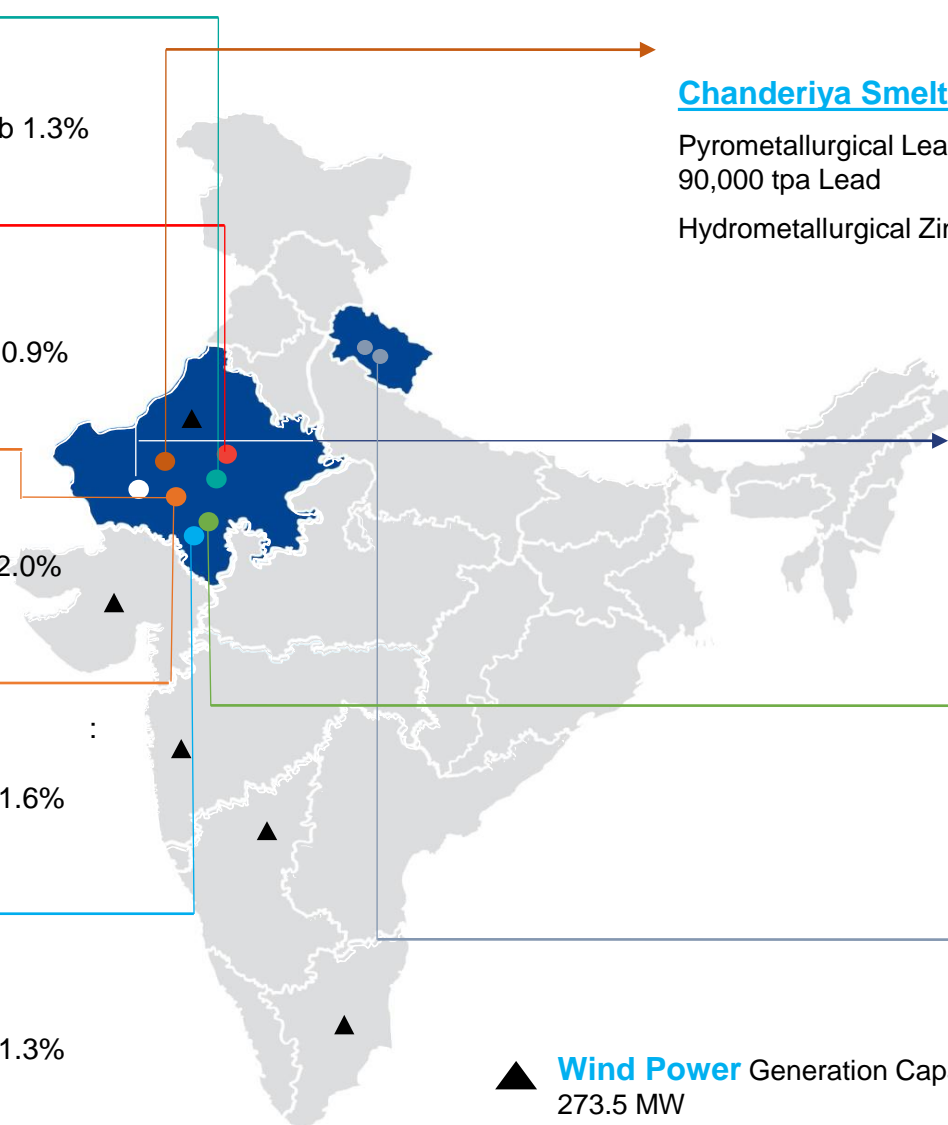 b 1.3%
0.9%
2.0%
:
1.6%
1.3%
Chanderiya Smelt
Pyrometallurgical Lea
90,000 tpa Lead
Hydrometallurgical Zin
Wind Power Generation Cap
273.5 MW